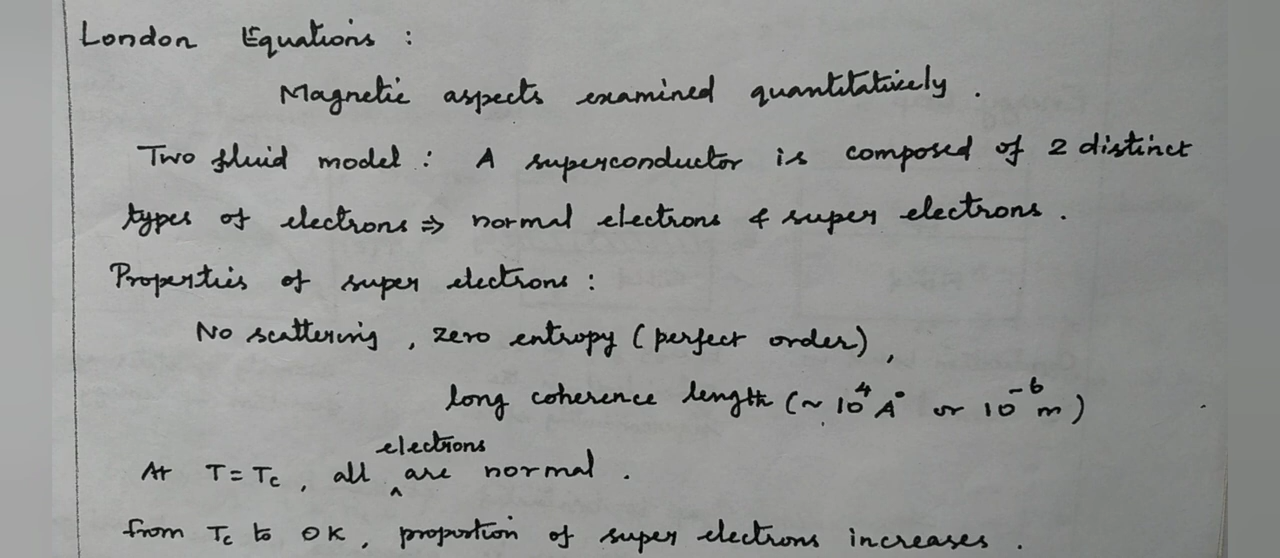 London Equations :
Magnetic aspects examined quantitatively .
Two fluid model : A superconductor is composed of 2 distinct
types of electrons ⇒ normal electrons & super electrons .
Properties of super electrons :
No scattering , zero entropy ( perfect order ) ,
long coherence length ( ~ 10⁴ A° or 10⁻⁶ m )
At T = Tc , all electrons are normal .
from Tc to 0K , proportion of super electrons increases .